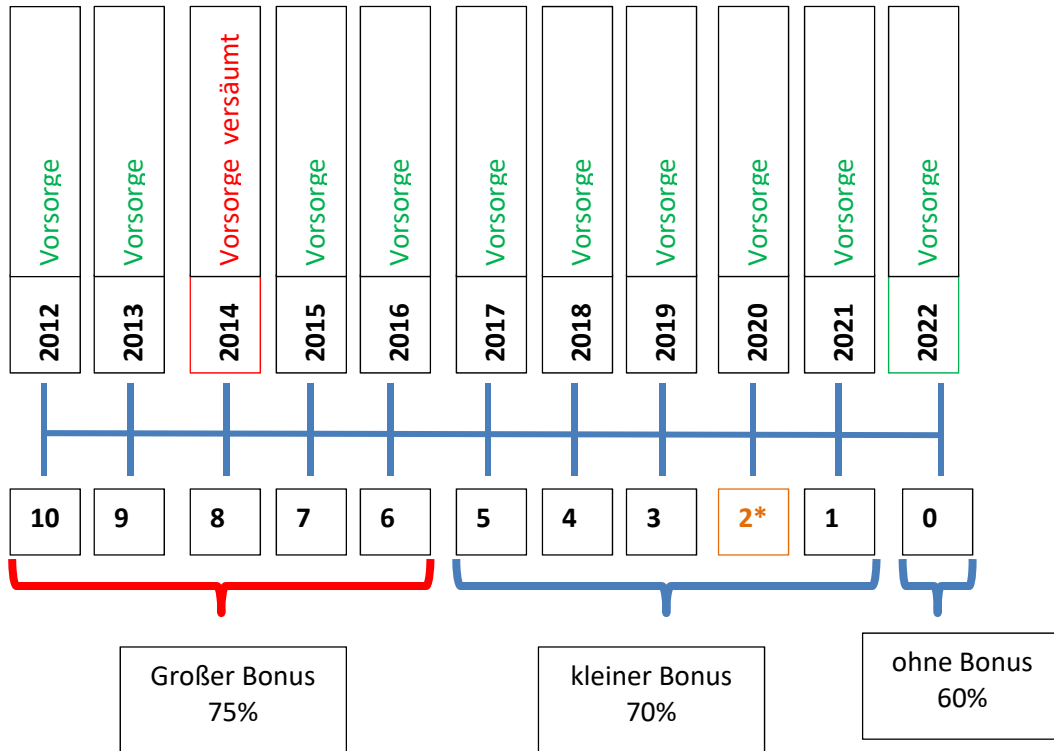 Vorsorge
Vorsorge
Vorsorge versäumt
Vorsorge
Vorsorge
Vorsorge
Vorsorge
Vorsorge
Vorsorge
Vorsorge
Vorsorge
2012
2013
2014
2015
2016
2017
2018
2019
2020
2021
2022
10
9
8
7
6
5
4
3
2*
1
0
Großer Bonus
75%
kleiner Bonus
70%
ohne Bonus
60%